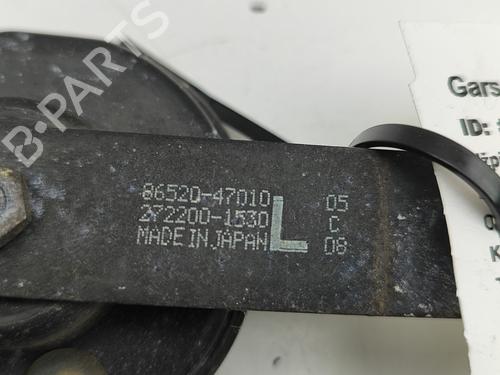 B-PARTS
86520-47010
272200-1530
MADE IN JAPAN
L
05
C
08
Gars
ID: